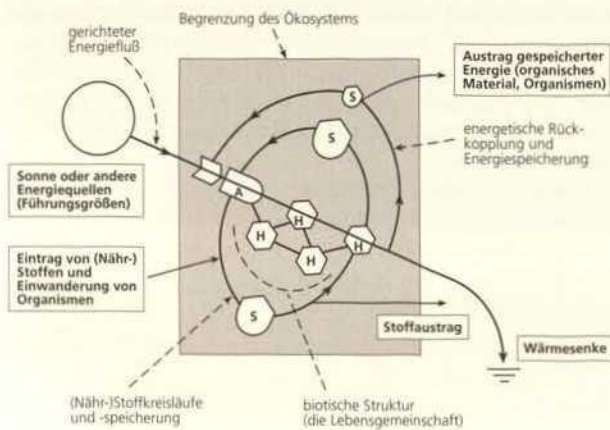 Begrenzung des Ökosystems
gerichteter
Energiefluß
Austrag gespeicherter
Energie (organisches
Material, Organismen)
S
S
energetische Rück-
kopplung und
Energiespeicherung
Sonne oder andere
Energiequellen
(Führungsgrößen)
A
H
H
H
H
Eintrag von (Nähr-)
Stoffen und
Einwanderung von
Organismen
S
Stoffaustrag
Wärmesenke
(Nähr-)Stoffkreisläufe
und -speicherung
biotische Struktur
(die Lebensgemeinschaft)